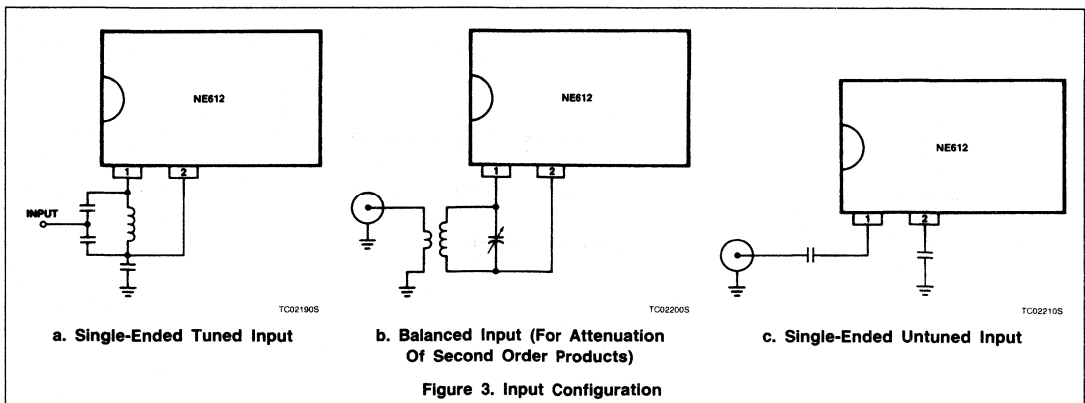 NE612
1 2
INPUT
TC02190S
a. Single-Ended Tuned Input
NE612
1 2
TC02200S
b. Balanced Input (For Attenuation
Of Second Order Products)
NE612
1 2
TC02210S
c. Single-Ended Untuned Input
Figure 3. Input Configuration